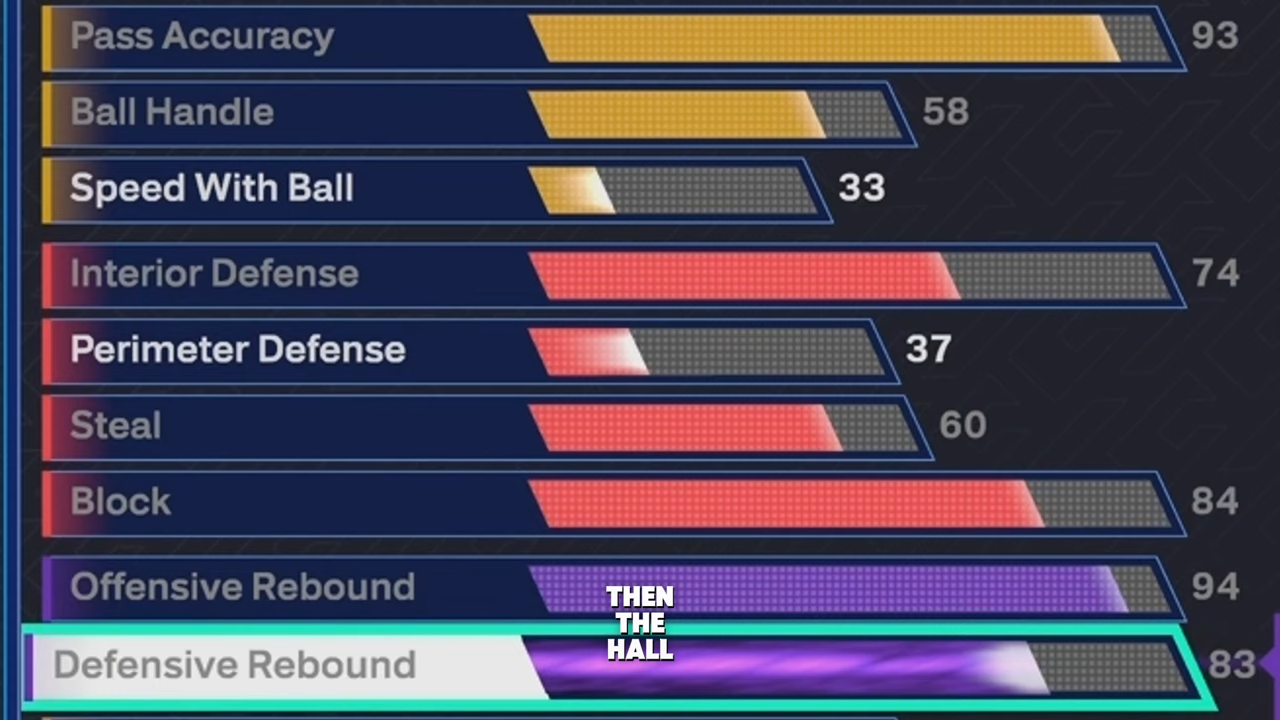 Pass Accuracy 93
Ball Handle 58
Speed With Ball 33
Interior Defense 74
Perimeter Defense 37
Steal 60
Block 84
Offensive Rebound 94
THEN
THE
HALL
Defensive Rebound 83